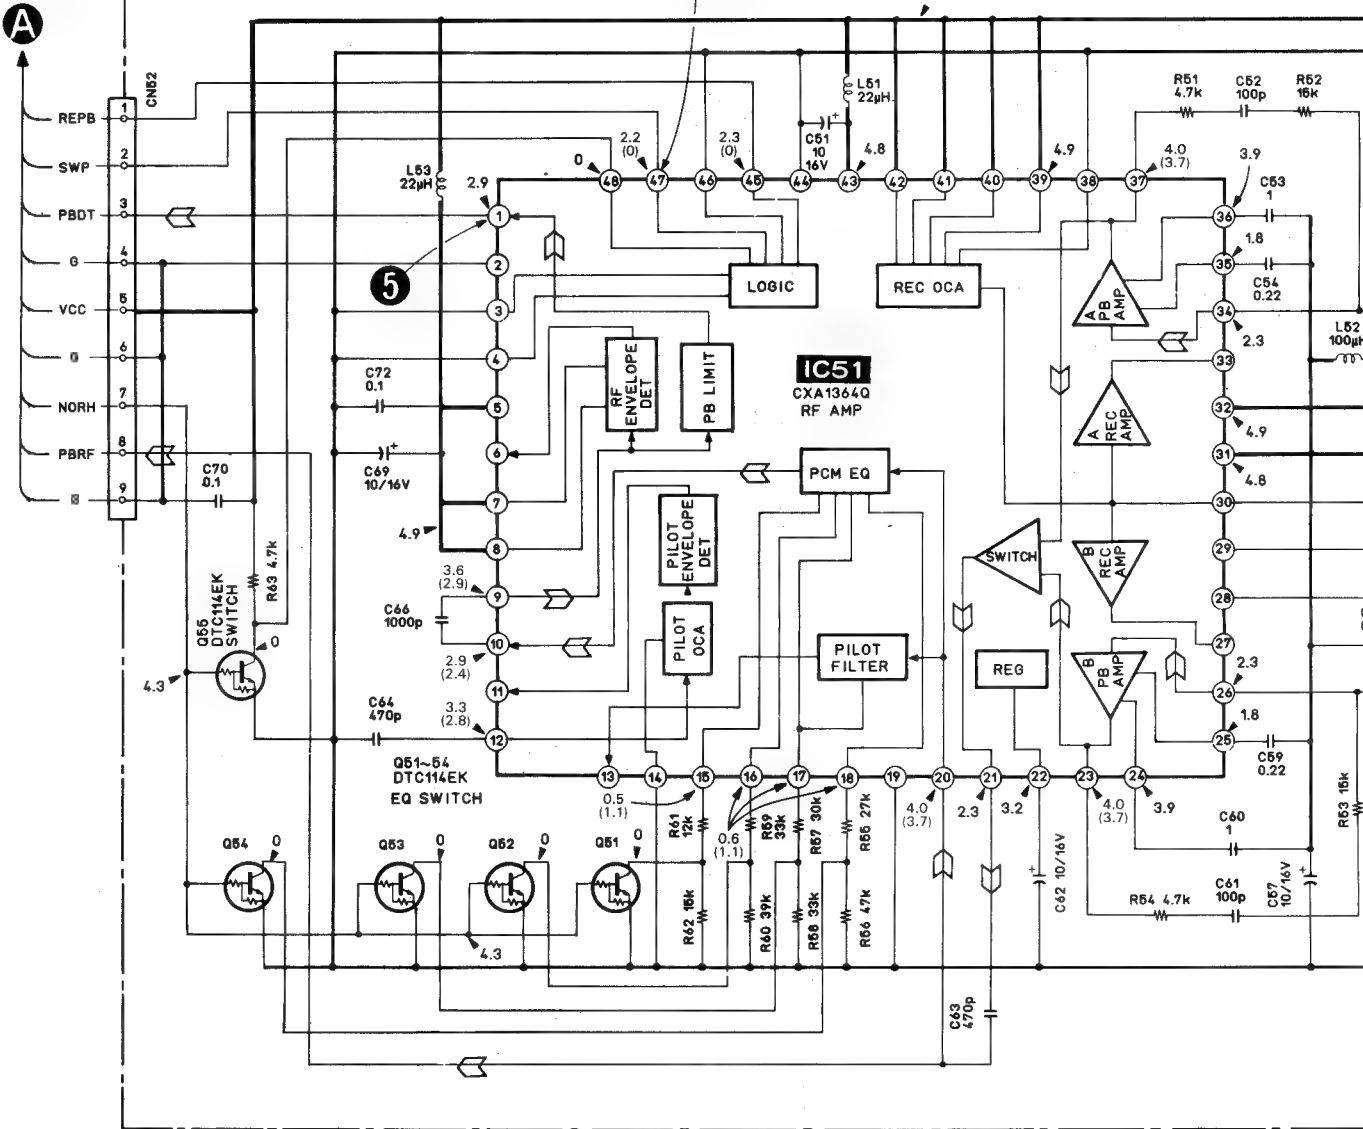 A
CN52
1
REPB
2
SWP
3
PBDT
4
G
5
VCC
6
7
NORH
8
PBRF
9
C70
0.1
R63 4.7k
Q55
DTC114EK
SWITCH
0
4.3
L53
22µH
2.9
5
C72
0.1
C69
10/16V
+
4.9
3.6
(2.9)
C66
1000p
2.9
(2.4)
C64
470p
3.3
(2.8)
Q51~54
DTC114EK
EQ SWITCH
0
2.2
(0)
2.3
(0)
C51
10
16V
+
L51
22µH
4.8
4.9
4.0
(3.7)
R51
4.7k
C52
100p
R52
15k
3.9
C53
1
1.8
C54
0.22
2.3
L52
100µH
4.9
4.8
48
47
46
45
44
43
42
41
40
39
38
37
1
2
3
4
5
6
7
8
9
10
11
12
36
35
34
33
32
31
30
29
28
27
26
25
13
14
15
16
17
18
19
20
21
22
23
24
LOGIC
REC OCA
A
PB
AMP
A
REC
AMP
B
REC
AMP
B
PB
AMP
SWITCH
RF
ENVELOPE
DET
PB LIMIT
IC51
CXA1364Q
RF AMP
PCM EQ
PILOT
ENVELOPE
DET
PILOT
OCA
PILOT
FILTER
REG
2.3
1.8
C59
0.22
R53 15k
0.5
(1.1)
R61
12k
0.6
(1.1)
R59
33k
R57 30k
R55 27k
4.0
(3.7)
2.3
3.2
4.0
(3.7)
3.9
C60
1
R62 15k
R60 39k
R58 33k
R56 47k
C62 10/16V
+
R54 4.7k
C61
100p
C57
10/16V
+
C63
470p
Q54
0
Q53
0
Q52
0
Q51
0
4.3